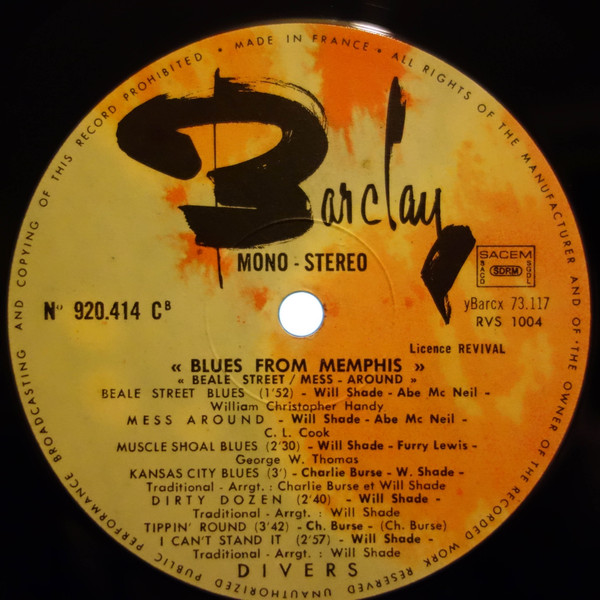 UNAUTHORIZED PUBLIC PERFORMANCE BROADCASTING AND COPYING OF THIS RECORD PROHIBITED • MADE IN FRANCE • ALL RIGHTS OF THE MANUFACTURER AND OF THE OWNER OF THE RECORDED WORK RESERVED
Barclay
MONO - STEREO
SACEM
SACD
SDRM
SGDL
Nº 920.414 Cᴮ
yBarcx 73.117
RVS 1004
Licence REVIVAL
« BLUES FROM MEMPHIS »
« BEALE STREET / MESS - AROUND »
BEALE STREET BLUES (1'52) - Will Shade - Abe Mc Neil -
William Christopher Handy
MESS AROUND - Will Shade - Abe Mc Neil -
C. L. Cook
MUSCLE SHOAL BLUES (2'30) - Will Shade - Furry Lewis -
George W. Thomas
KANSAS CITY BLUES (3') - Charlie Burse - W. Shade -
Traditional - Arrgt. : Charlie Burse et Will Shade
DIRTY DOZEN (2'40) - Will Shade -
Traditional - Arrgt. : Will Shade
TIPPIN' ROUND (3'42) - Ch. Burse - (Ch. Burse)
I CAN'T STAND IT (2'57) - Will Shade -
Traditional - Arrgt. : Will Shade
DIVERS